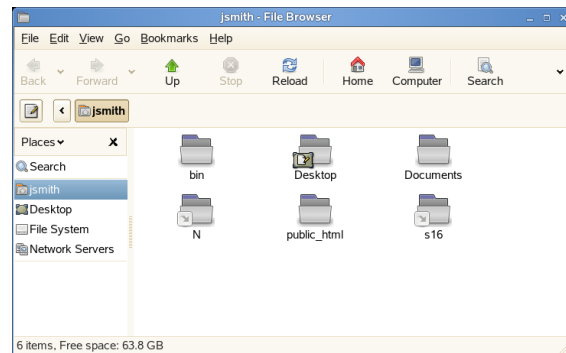 jsmith - File Browser
File Edit View Go Bookmarks Help
Back Forward Up Stop Reload Home Computer Search
jsmith
Places
Search
jsmith
Desktop
File System
Network Servers
bin Desktop Documents
N public_html s16
6 items, Free space: 63.8 GB